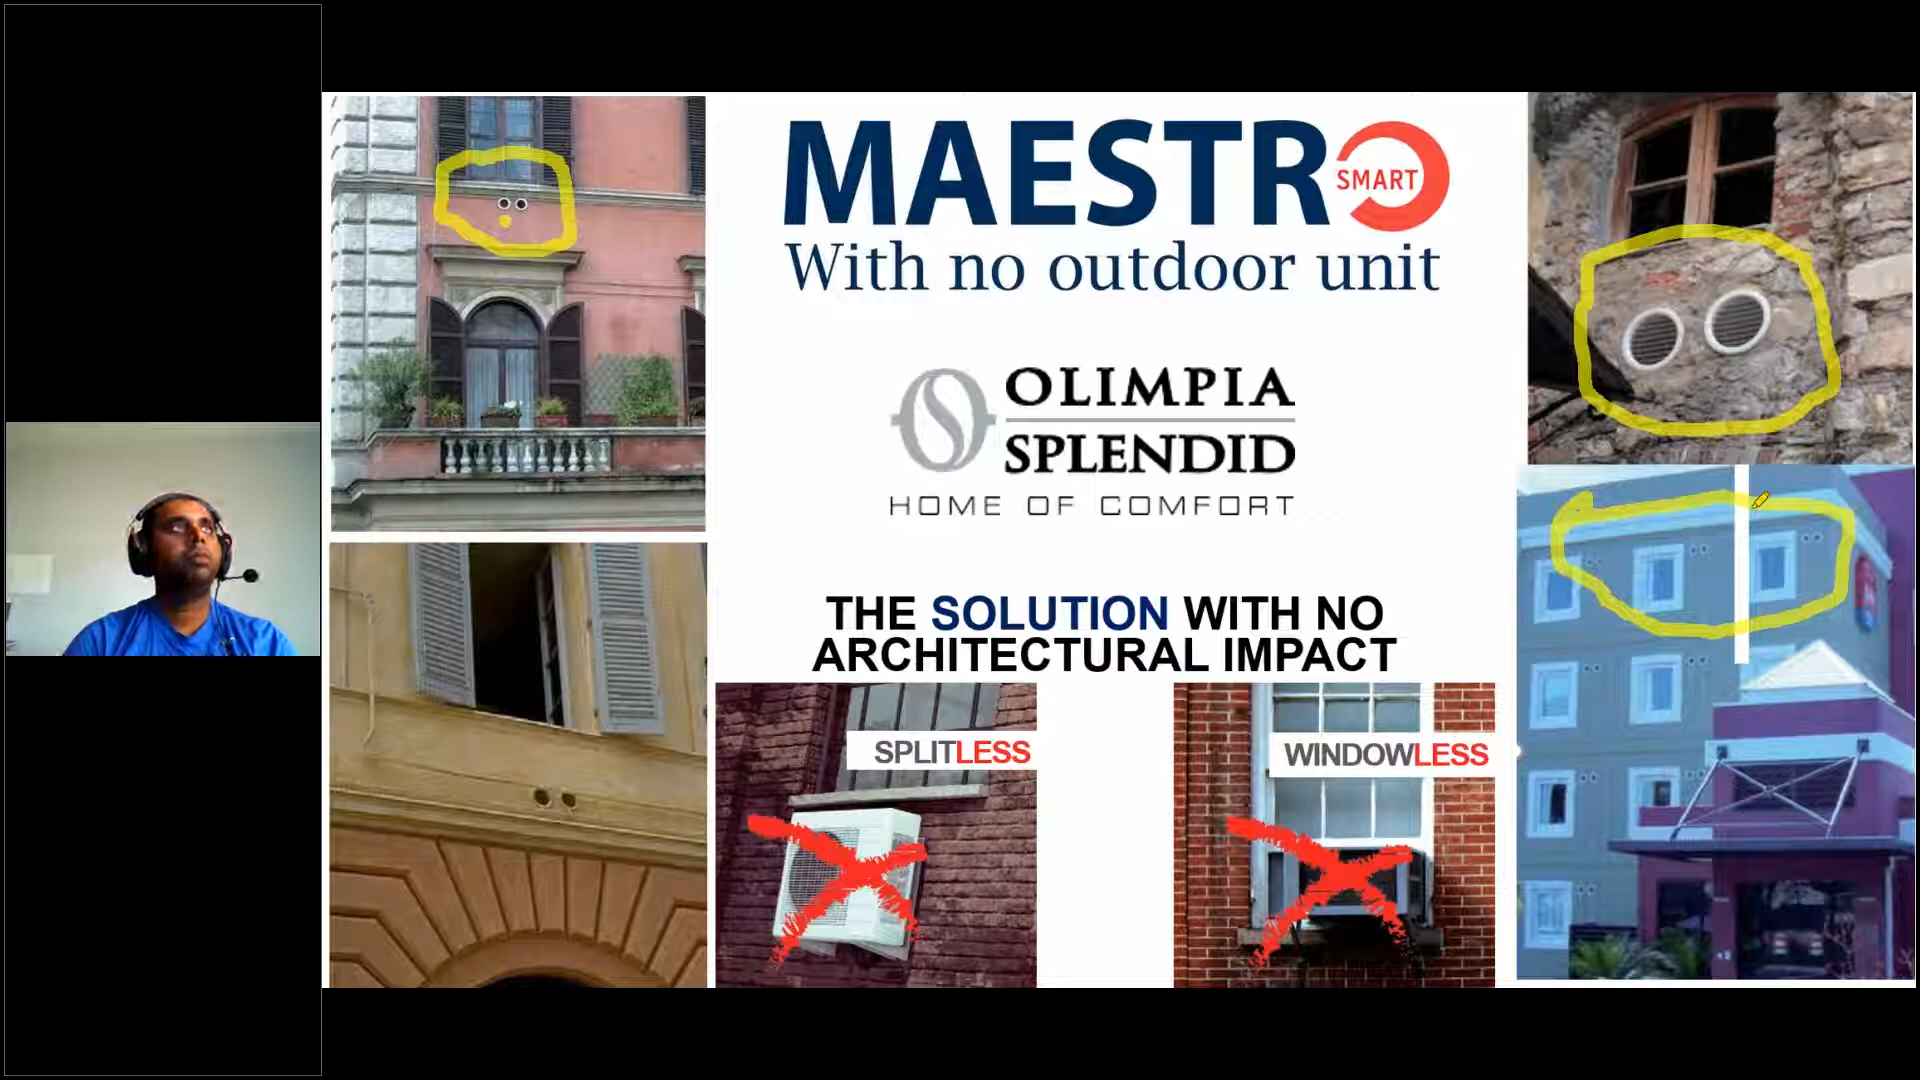 MAESTRO
SMART
With no outdoor unit
OLIMPIA
SPLENDID
HOME OF COMFORT
THE SOLUTION WITH NO
ARCHITECTURAL IMPACT
SPLITLESS
WINDOWLESS